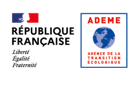 RÉPUBLIQUE
FRANÇAISE
Liberté
Égalité
Fraternité
ADEME
AGENCE DE LA
TRANSITION
ÉCOLOGIQUE